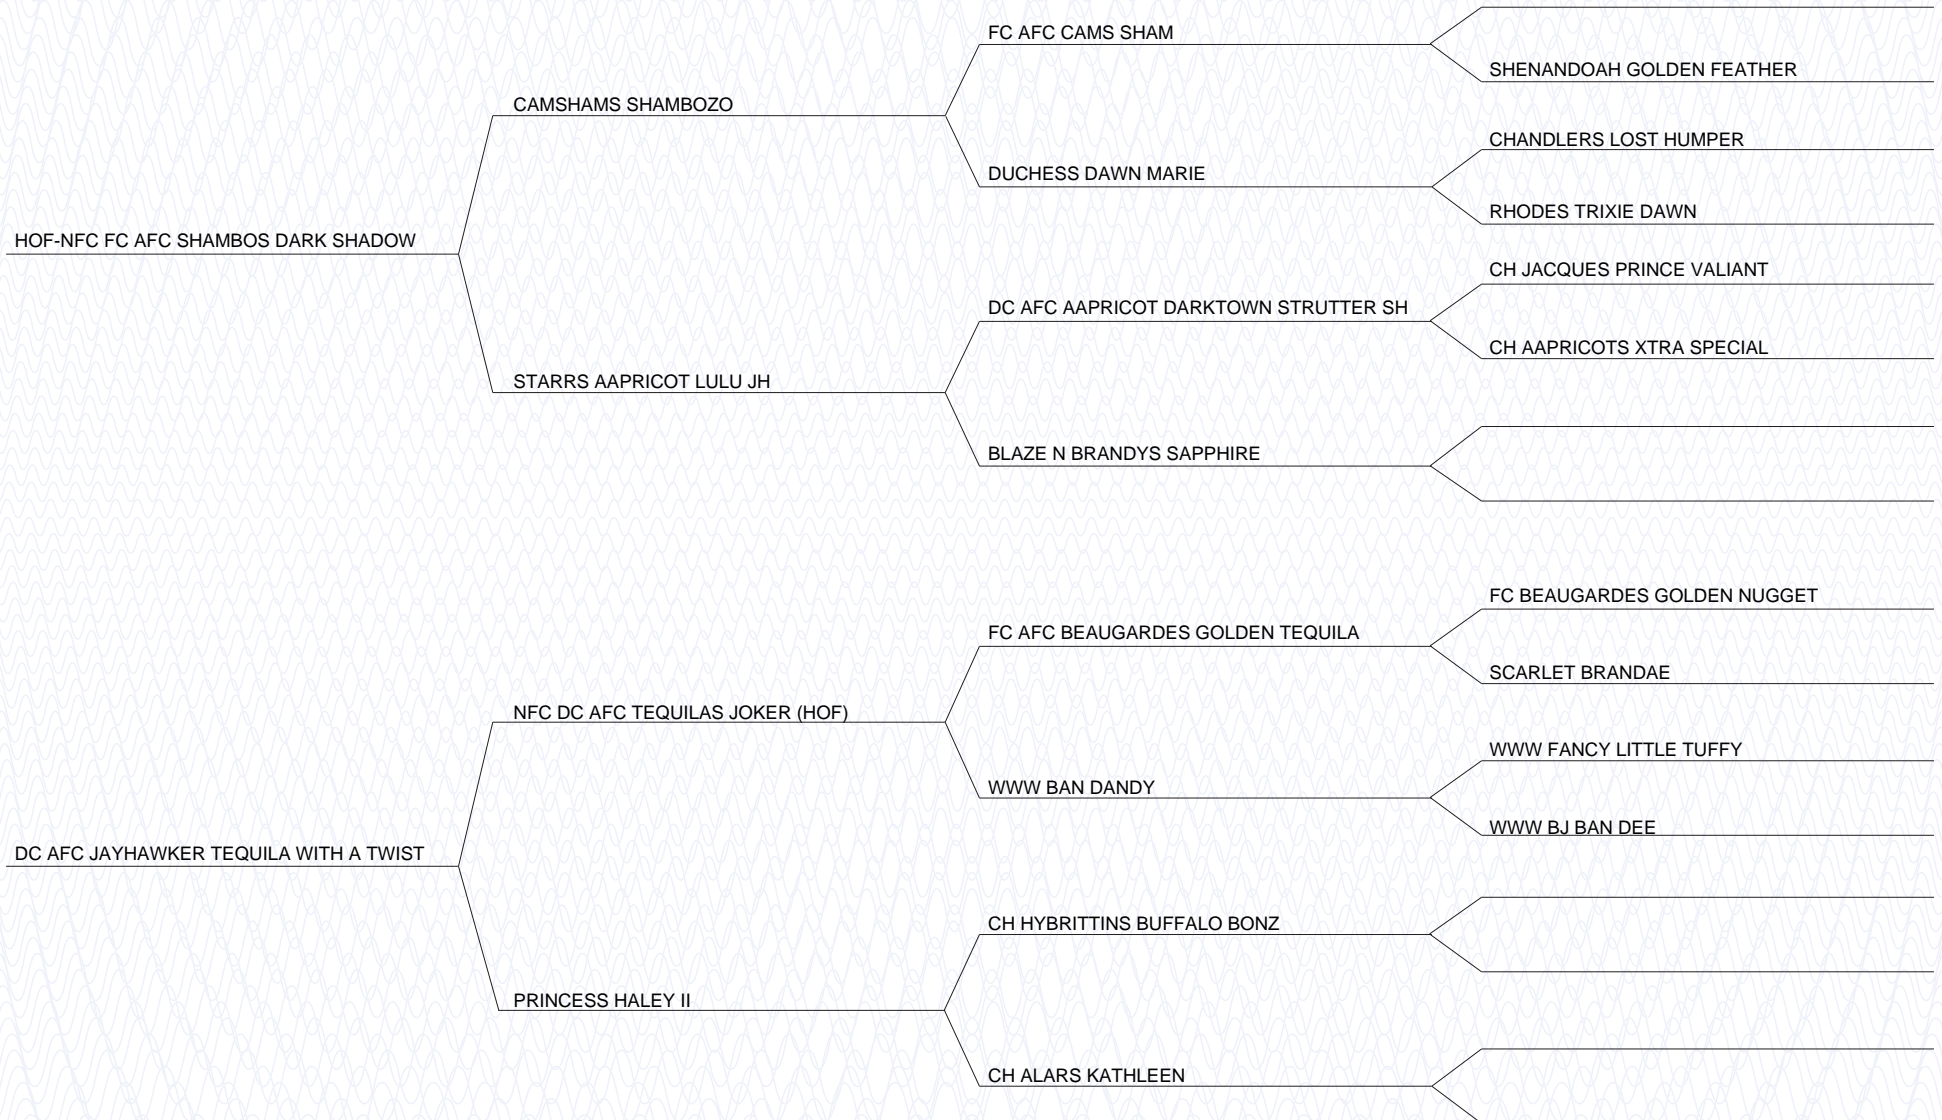 FC AFC CAMS SHAM
SHENANDOAH GOLDEN FEATHER
CAMSHAMS SHAMBOZO
CHANDLERS LOST HUMPER
DUCHESS DAWN MARIE
RHODES TRIXIE DAWN
HOF-NFC FC AFC SHAMBOS DARK SHADOW
CH JACQUES PRINCE VALIANT
DC AFC AAPRICOT DARKTOWN STRUTTER SH
CH AAPRICOTS XTRA SPECIAL
STARRS AAPRICOT LULU JH
BLAZE N BRANDYS SAPPHIRE
FC BEAUGARDES GOLDEN NUGGET
FC AFC BEAUGARDES GOLDEN TEQUILA
SCARLET BRANDAE
NFC DC AFC TEQUILAS JOKER (HOF)
WWW FANCY LITTLE TUFFY
WWW BAN DANDY
WWW BJ BAN DEE
DC AFC JAYHAWKER TEQUILA WITH A TWIST
CH HYBRITTINS BUFFALO BONZ
PRINCESS HALEY II
CH ALARS KATHLEEN